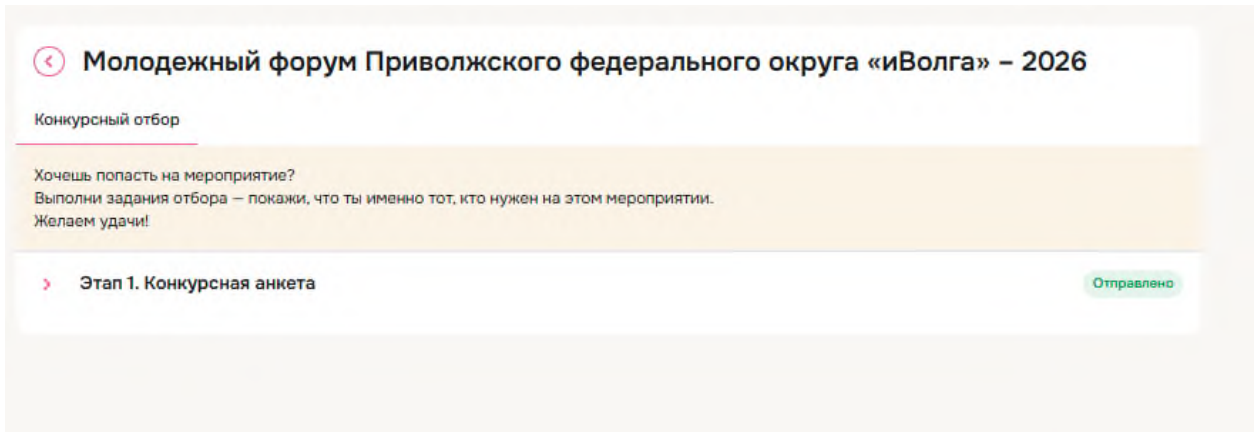 Молодежный форум Приволжского федерального округа «иВолга» – 2026
Конкурсный отбор
Хочешь попасть на мероприятие?
Выполни задания отбора – покажи, что ты именно тот, кто нужен на этом мероприятии.
Желаем удачи!
Этап 1. Конкурсная анкета
Отправлено